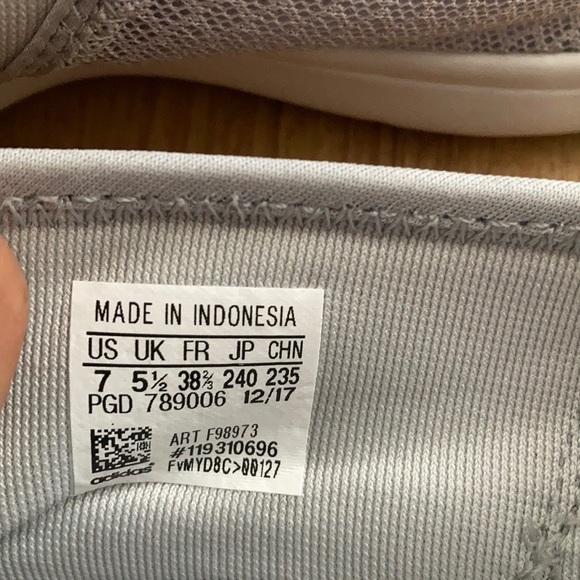 MADE IN INDONESIA
US UK FR JP CHN
7 5½ 38⅔ 240 235
PGD 789006 12/17
ART F98973
#119310696
adidas FvMYD8C>00127